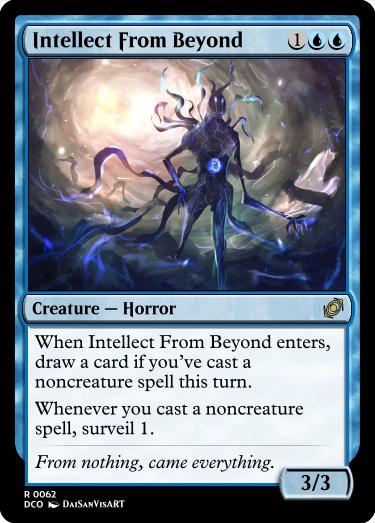 Intellect From Beyond 1
Creature — Horror
When Intellect From Beyond enters,
draw a card if you've cast a
noncreature spell this turn.
Whenever you cast a noncreature
spell, surveil 1.
From nothing, came everything.
3/3
R 0062
DCO DaiSanVisART